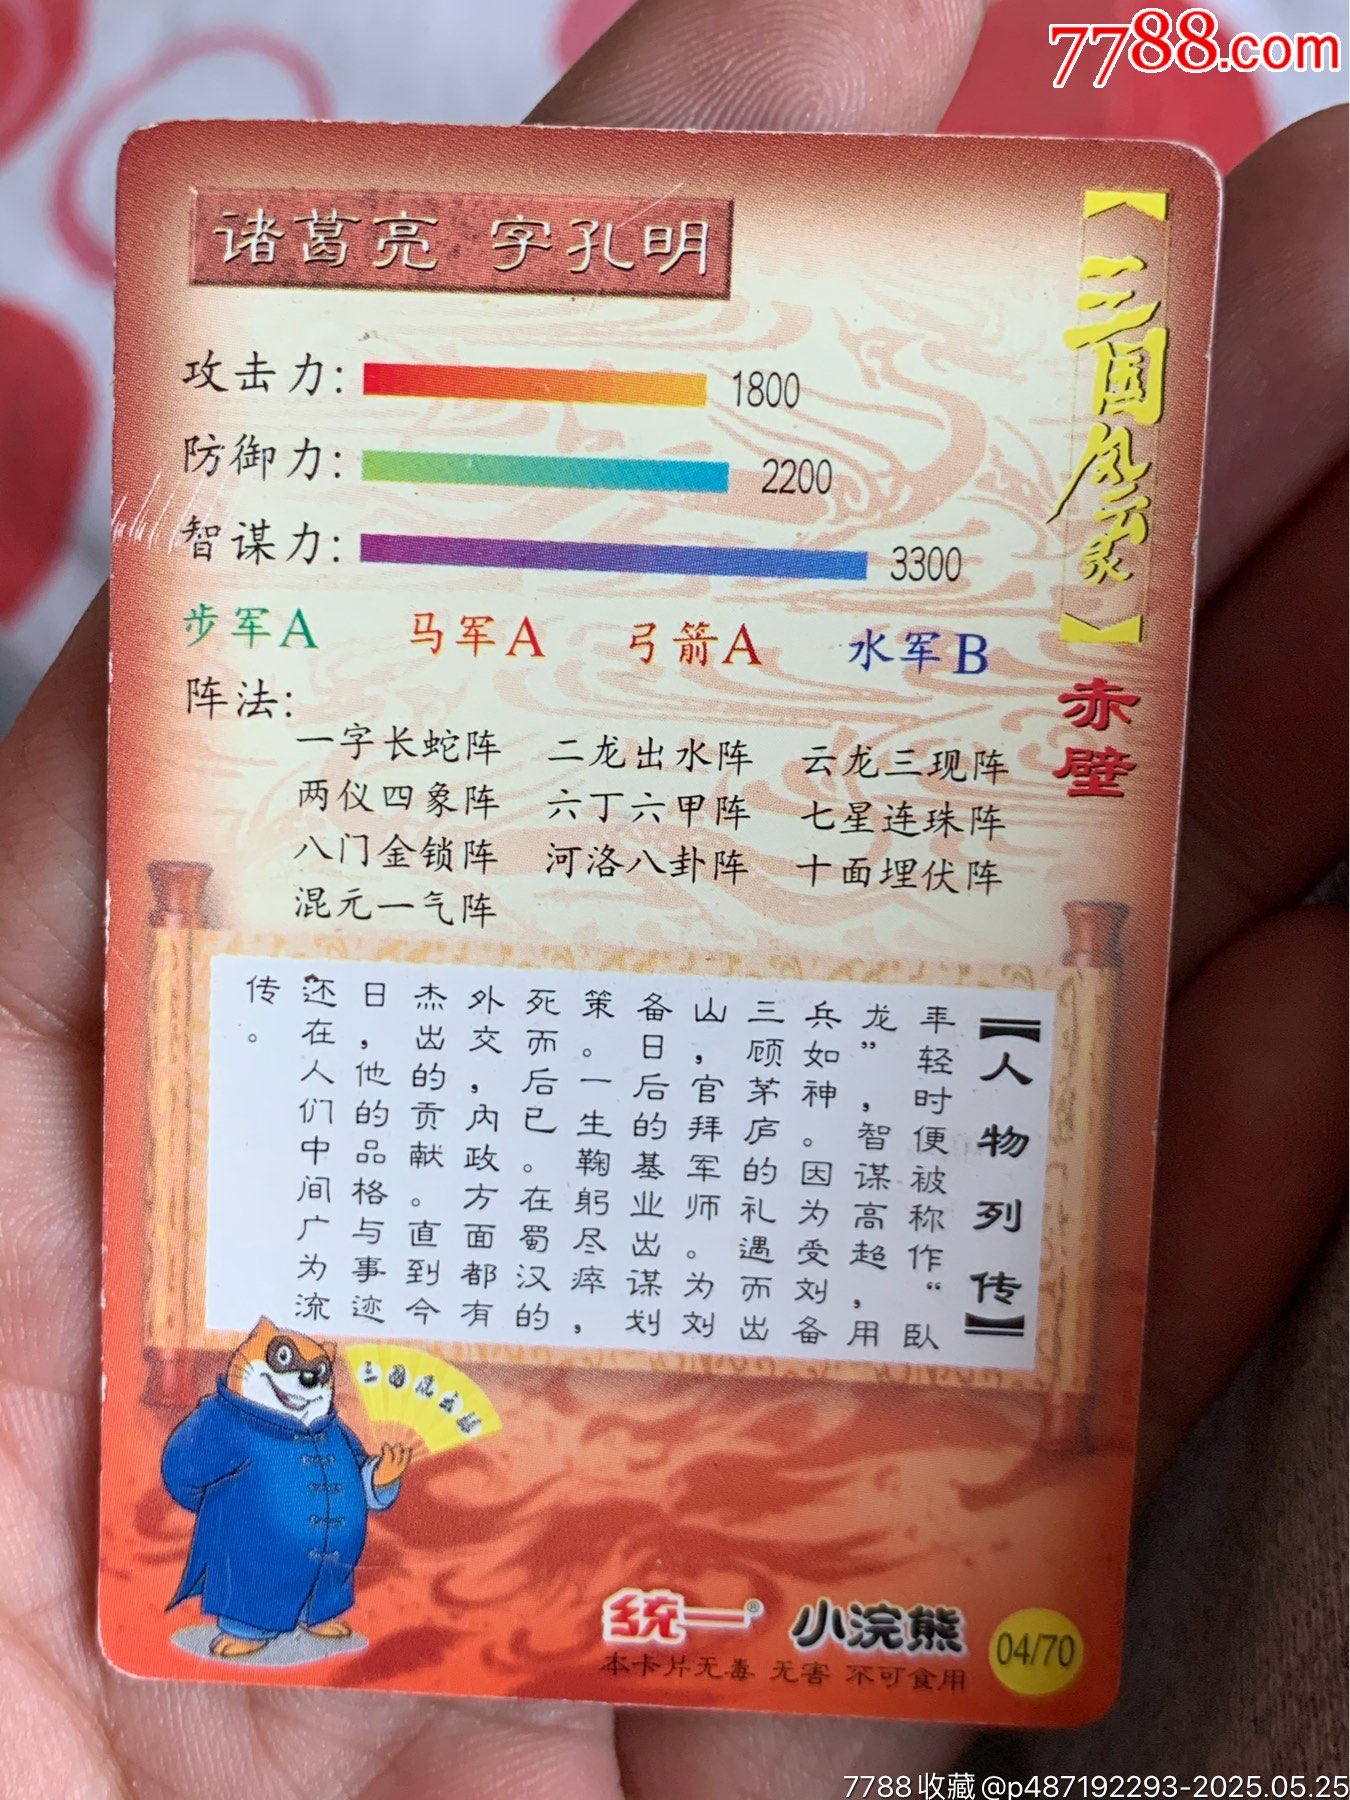 7788.com
诸葛亮 字孔明
【三国风云录】
赤壁
攻击力: 1800
防御力: 2200
智谋力: 3300
步军A 马军A 弓箭A 水军B
阵法:
一字长蛇阵 二龙出水阵 云龙三现阵
两仪四象阵 六丁六甲阵 七星连珠阵
八门金锁阵 河洛八卦阵 十面埋伏阵
混元一气阵
【人物列传】
年轻时便被称作“卧
龙”，智谋高超，用
兵如神。因为受刘备
三顾茅庐的礼遇而出
山，官拜军师。为刘
备日后的基业出谋划
策。一生鞠躬尽瘁，
死而后已。在蜀汉的
外交，内政方面都有
杰出的贡献。直到今
日，他的品格与事迹
还在人们中间广为流
传。
三国风云录
统一® 小浣熊
本卡片无毒 无害 不可食用
04/70
7788收藏@p487192293-2025.05.25